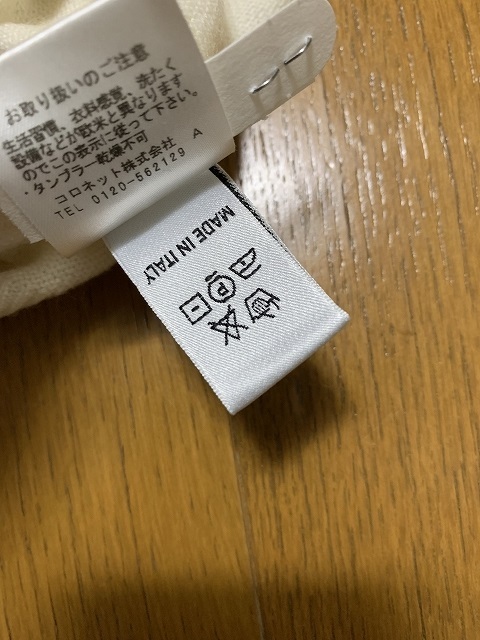 お取り扱いのご注意
生活習慣、衣料感覚、洗たく
設備などが欧米と異なります
のでこの表示に従って下さい。
・タンブラー乾燥不可
コロネット株式会社 A
TEL 0120-562129
MADE IN ITALY
P